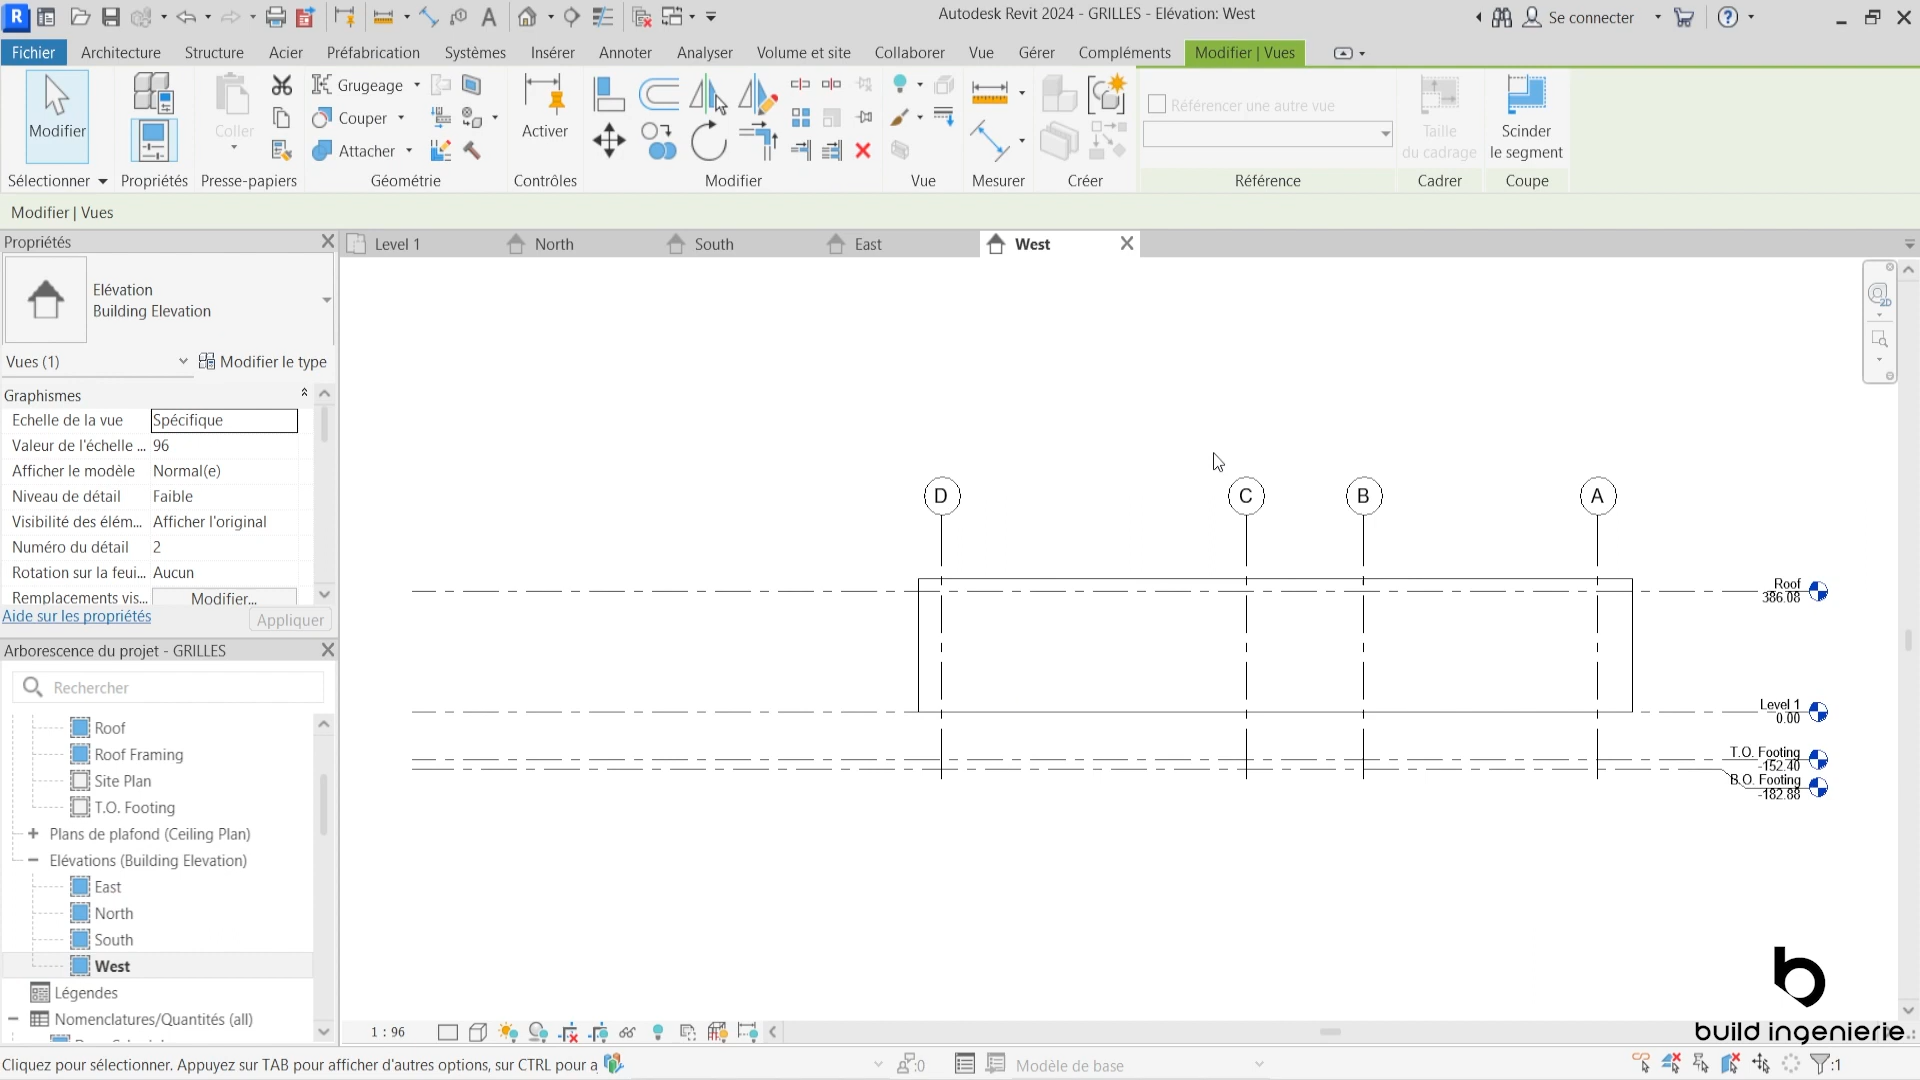 Autodesk Revit 2024 - GRILLES - Elévation: West
Se connecter
Fichier Architecture Structure Acier Préfabrication Systèmes Insérer Annoter Analyser Volume et site Collaborer Vue Gérer Compléments Modifier | Vues
Modifier
Coller
Grugeage
Couper
Attacher
Activer
Référencer une autre vue
Taille
du cadrage
Scinder
le segment
Sélectionner Propriétés Presse-papiers Géométrie Contrôles Modifier Vue Mesurer Créer Référence Cadrer Coupe
Modifier | Vues
Propriétés
Level 1 North South East West
Elévation
Building Elevation
Vues (1) Modifier le type
Graphismes
Echelle de la vue Spécifique
Valeur de l'échelle ... 96
Afficher le modèle Normal(e)
Niveau de détail Faible
Visibilité des élém... Afficher l'original
Numéro du détail 2
Rotation sur la feui... Aucun
Remplacements vis... Modifier...
Aide sur les propriétés Appliquer
Arborescence du projet - GRILLES
Rechercher
Roof
Roof Framing
Site Plan
T.O. Footing
Plans de plafond (Ceiling Plan)
Elévations (Building Elevation)
East
North
South
West
Légendes
Nomenclatures/Quantités (all)
2D
D C B A
Roof
386.08
Level 1
0.00
T.O. Footing
-152.40
B.O. Footing
-182.88
build ingenierie
1 : 96
Cliquez pour sélectionner. Appuyez sur TAB pour afficher d'autres options, sur CTRL pour a
:0
Modèle de base
:1